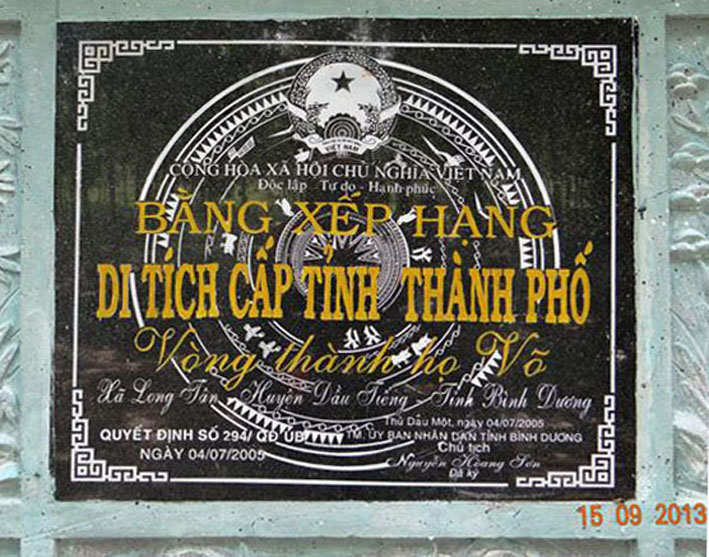 VIỆT NAM
CỘNG HÒA XÃ HỘI CHỦ NGHĨA VIỆT NAM
Độc lập - Tự do - Hạnh phúc
BẰNG XẾP HẠNG
DI TÍCH CẤP TỈNH THÀNH PHỐ
Vòng thành họ Võ
Xã Long Tân - Huyện Dầu Tiếng - Tỉnh Bình Dương
Thủ Dầu Một, ngày 04/07/2005
QUYẾT ĐỊNH SỐ 294/ QĐ UB
TM. ỦY BAN NHÂN DÂN TỈNH BÌNH DƯƠNG
NGÀY 04/07/2005
Chủ tịch
Nguyễn Hoàng Sơn
Đã ký
15 09 2013